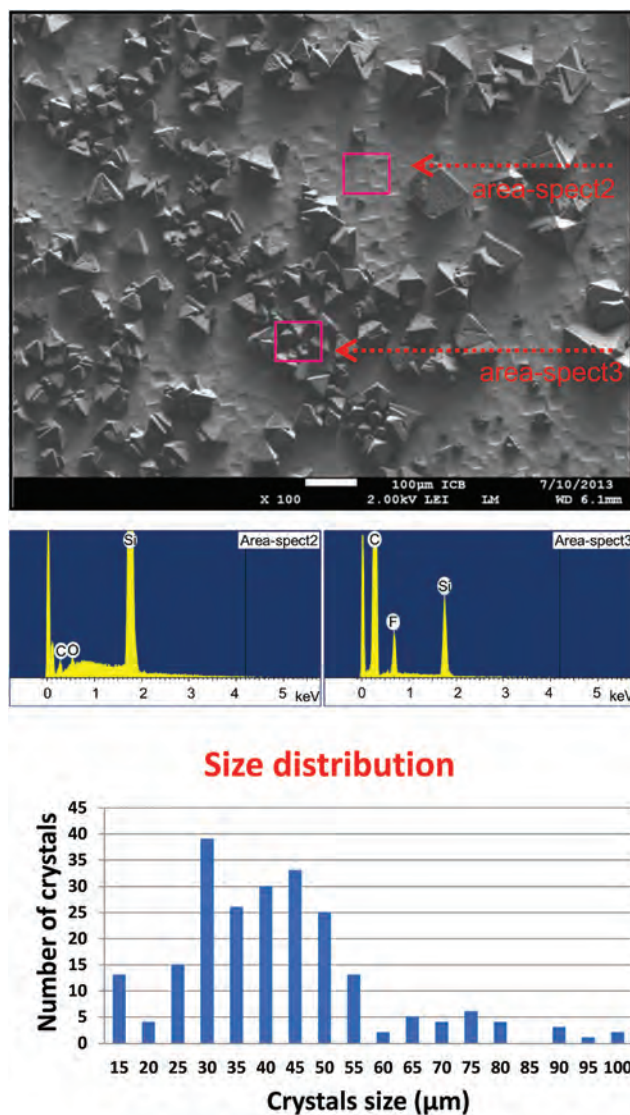 area-spect2
area-spect3
100µm ICB 7/10/2013
X 100 2.00kV LEI LM WD 6.1mm
Si Area-spect2
C O
0 1 2 3 4 5 keV
C Area-spect3
Si
F
0 1 2 3 4 5 keV
Size distribution
Number of crystals
45
40
35
30
25
20
15
10
5
0
15 20 25 30 35 40 45 50 55 60 65 70 75 80 85 90 95 100
Crystals size (µm)